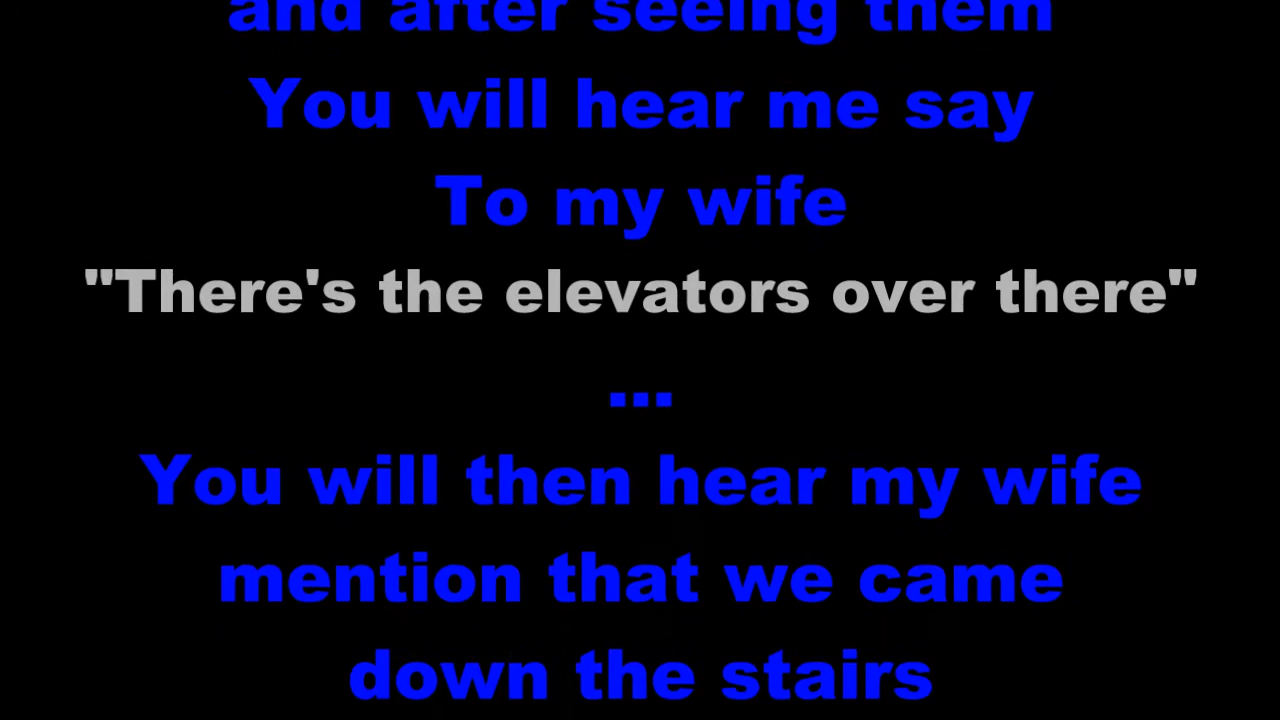 and after seeing them
You will hear me say
To my wife
"There's the elevators over there"
...
You will then hear my wife
mention that we came
down the stairs